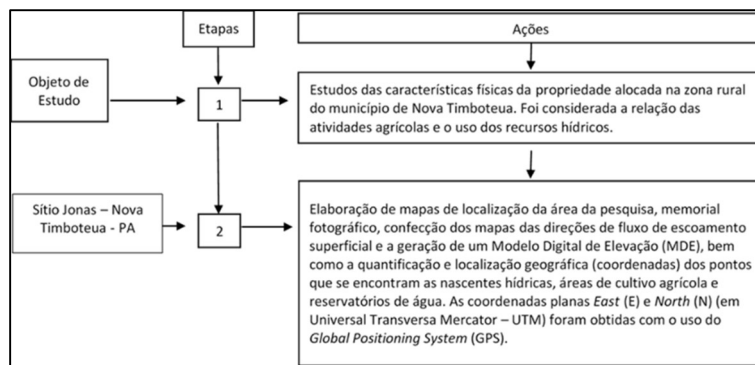 Etapas
Ações
Objeto de
Estudo
1
Estudos das características físicas da propriedade alocada na zona rural
do município de Nova Timboteua. Foi considerada a relação das
atividades agrícolas e o uso dos recursos hídricos.
Sítio Jonas – Nova
Timboteua - PA
2
Elaboração de mapas de localização da área da pesquisa, memorial
fotográfico, confecção dos mapas das direções de fluxo de escoamento
superficial e a geração de um Modelo Digital de Elevação (MDE), bem
como a quantificação e localização geográfica (coordenadas) dos pontos
que se encontram as nascentes hídricas, áreas de cultivo agrícola e
reservatórios de água. As coordenadas planas East (E) e North (N) (em
Universal Transversa Mercator – UTM) foram obtidas com o uso do
Global Positioning System (GPS).